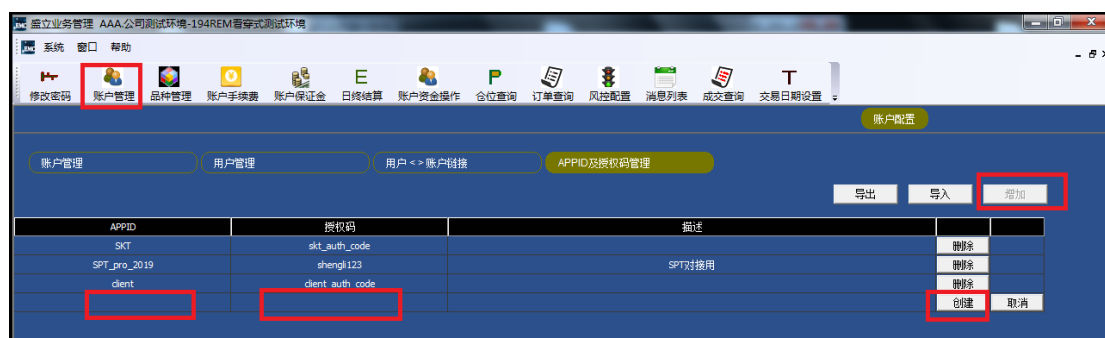 盛立业务管理 AAA.公司测试环境-194REM看穿式测试环境
系统 窗口 帮助
修改密码 账户管理 品种管理 账户手续费 账户保证金 日终结算 账户资金操作 仓位查询 订单查询 风控配置 消息列表 成交查询 交易日期设置
账户配置
账户管理 用户管理 用户<>账户链接 APPID及授权码管理
导出 导入 增加
APPID 授权码 描述
SKT skt_auth_code 删除
SPT_pro_2019 shengli123 SPT对接用 删除
client client_auth_code 删除
创建 取消